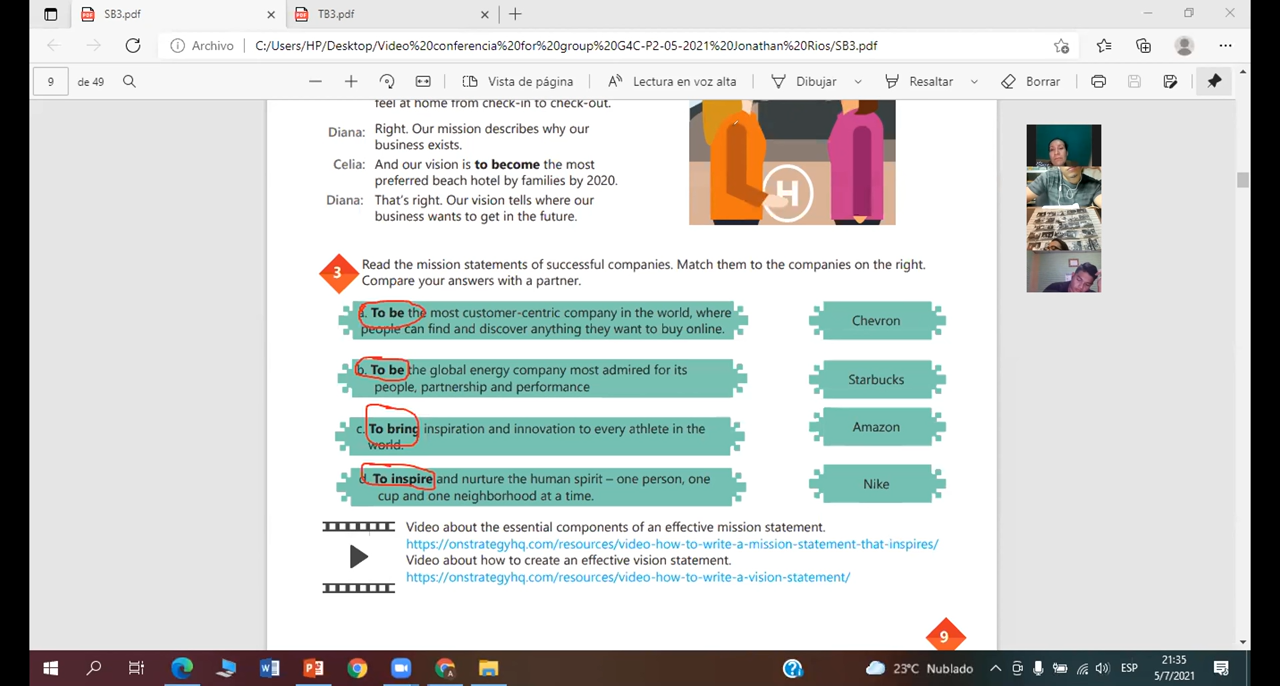 SB3.pdf
TB3.pdf
Archivo
C:/Users/HP/Desktop/Video%20conferencia%20for%20group%20G4C-P2-05-2021%20Jonathan%20Rios/SB3.pdf
9 de 49
Vista de página
Lectura en voz alta
Dibujar
Resaltar
Borrar
feel at home from check-in to check-out.
Diana: Right. Our mission describes why our
business exists.
Celia: And our vision is to become the most
preferred beach hotel by families by 2020.
Diana: That's right. Our vision tells where our
business wants to get in the future.
H
3 Read the mission statements of successful companies. Match them to the companies on the right.
Compare your answers with a partner.
a. To be the most customer-centric company in the world, where
people can find and discover anything they want to buy online.
Chevron
b. To be the global energy company most admired for its
people, partnership and performance
Starbucks
c. To bring inspiration and innovation to every athlete in the
world.
Amazon
d. To inspire and nurture the human spirit – one person, one
cup and one neighborhood at a time.
Nike
Video about the essential components of an effective mission statement.
https://onstrategyhq.com/resources/video-how-to-write-a-mission-statement-that-inspires/
Video about how to create an effective vision statement.
https://onstrategyhq.com/resources/video-how-to-write-a-vision-statement/
9
23°C Nublado
ESP
21:35
5/7/2021